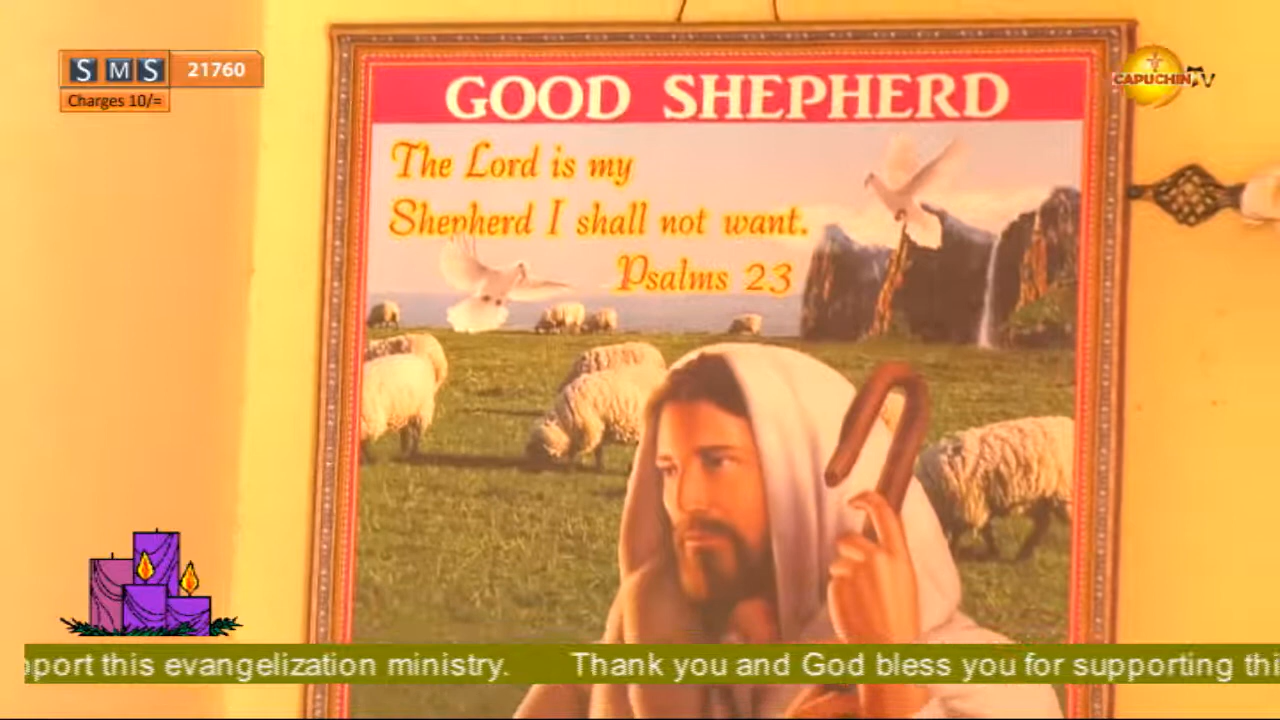 SMS 21760
Charges 10/=
CAPUCHIN TV
GOOD SHEPHERD
The Lord is my
Shepherd I shall not want.
Psalms 23
port this evangelization ministry. Thank you and God bless you for supporting thi